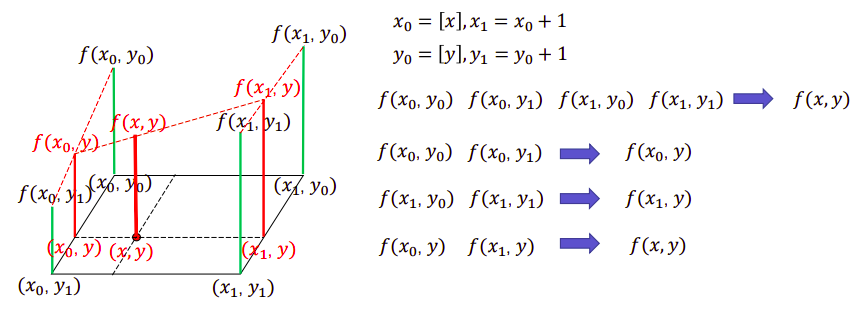 f(x₁, y₀)
f(x₀, y₀)
f(x₁, y)
f(x, y)
f(x₁, y₁)
f(x₀, y)
f(x₀, y₁)
(x₀, y₀)
(x₁, y₀)
(x₀, y)
(x, y)
(x₁, y)
(x₀, y₁)
(x₁, y₁)
x₀ = [x], x₁ = x₀ + 1
y₀ = [y], y₁ = y₀ + 1
f(x₀, y₀) f(x₀, y₁) f(x₁, y₀) f(x₁, y₁) f(x, y)
f(x₀, y₀) f(x₀, y₁) f(x₀, y)
f(x₁, y₀) f(x₁, y₁) f(x₁, y)
f(x₀, y) f(x₁, y) f(x, y)